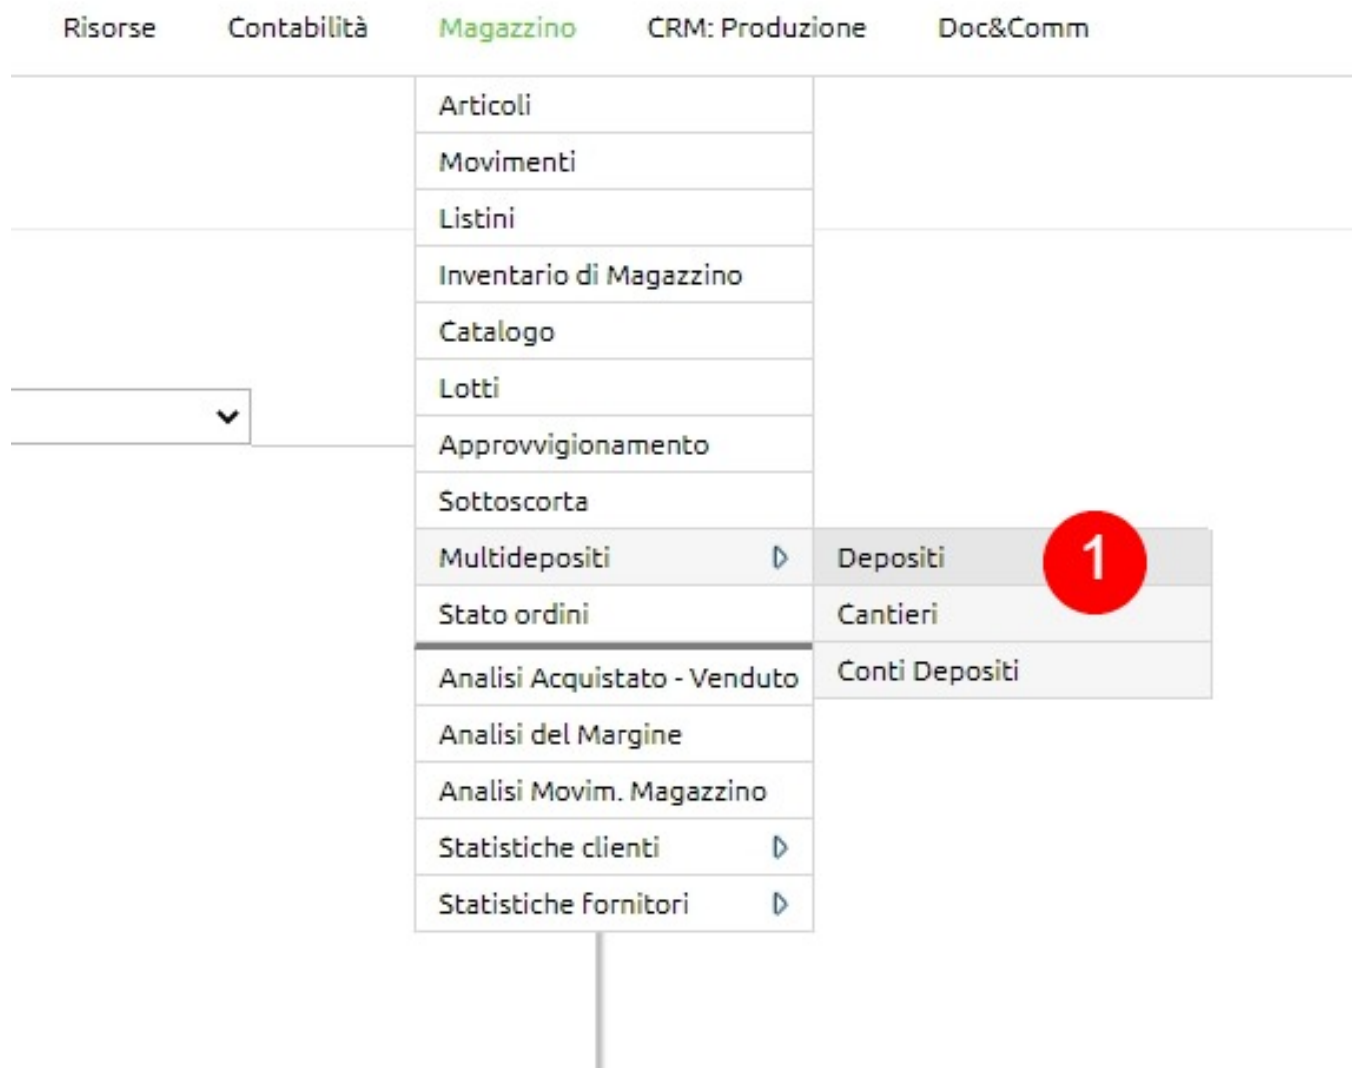 Risorse Contabilità Magazzino CRM: Produzione Doc&Comm
Articoli
Movimenti
Listini
Inventario di Magazzino
Catalogo
Lotti
Approvvigionamento
Sottoscorta
Multidepositi Depositi 1
Stato ordini Cantieri
Analisi Acquistato - Venduto Conti Depositi
Analisi del Margine
Analisi Movim. Magazzino
Statistiche clienti
Statistiche fornitori